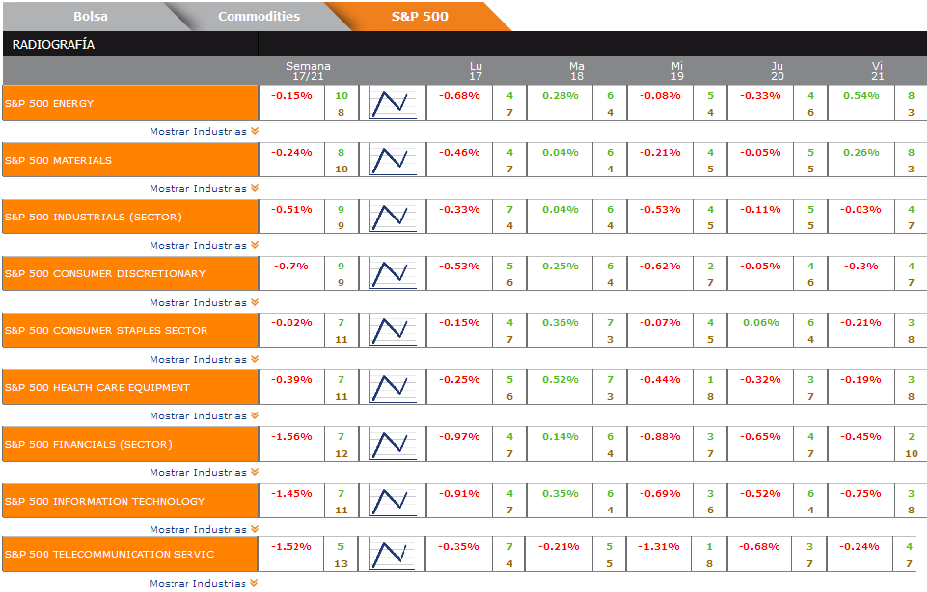 Bolsa Commodities S&P 500
RADIOGRAFÍA
Semana Lu Ma Mi Ju Vi
17/21 17 18 19 20 21
S&P 500 ENERGY -0.15% 10 -0.68% 4 0.28% 6 -0.08% 5 -0.33% 4 0.54% 8
8 7 4 4 6 3
Mostrar Industrias
S&P 500 MATERIALS -0.24% 8 -0.46% 4 0.04% 6 -0.21% 4 -0.05% 5 0.26% 8
10 7 4 5 5 3
Mostrar Industrias
S&P 500 INDUSTRIALS (SECTOR) -0.51% 9 -0.33% 7 0.04% 6 -0.53% 4 -0.11% 5 -0.03% 4
9 4 4 5 5 7
Mostrar Industrias
S&P 500 CONSUMER DISCRETIONARY -0.7% 9 -0.53% 5 0.25% 6 -0.62% 2 -0.05% 4 -0.3% 4
9 6 4 7 6 7
Mostrar Industrias
S&P 500 CONSUMER STAPLES SECTOR -0.02% 7 -0.15% 4 0.36% 7 -0.07% 4 0.06% 6 -0.21% 3
11 7 3 5 4 8
Mostrar Industrias
S&P 500 HEALTH CARE EQUIPMENT -0.39% 7 -0.25% 5 0.52% 7 -0.44% 1 -0.32% 3 -0.19% 3
11 6 3 8 7 8
Mostrar Industrias
S&P 500 FINANCIALS (SECTOR) -1.56% 7 -0.97% 4 0.14% 6 -0.88% 3 -0.65% 4 -0.45% 2
12 7 4 7 7 10
Mostrar Industrias
S&P 500 INFORMATION TECHNOLOGY -1.45% 7 -0.91% 4 0.35% 6 -0.69% 3 -0.52% 6 -0.75% 3
11 7 4 6 4 8
Mostrar Industrias
S&P 500 TELECOMMUNICATION SERVIC -1.52% 5 -0.35% 7 -0.21% 5 -1.31% 1 -0.68% 3 -0.24% 4
13 4 5 8 7 7
Mostrar Industrias